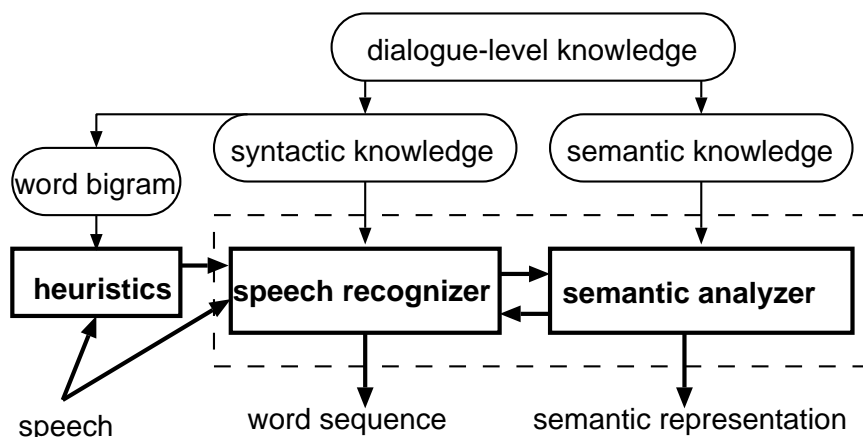 dialogue-level knowledge
syntactic knowledge
semantic knowledge
word bigram
heuristics
speech recognizer
semantic analyzer
speech
word sequence
semantic representation